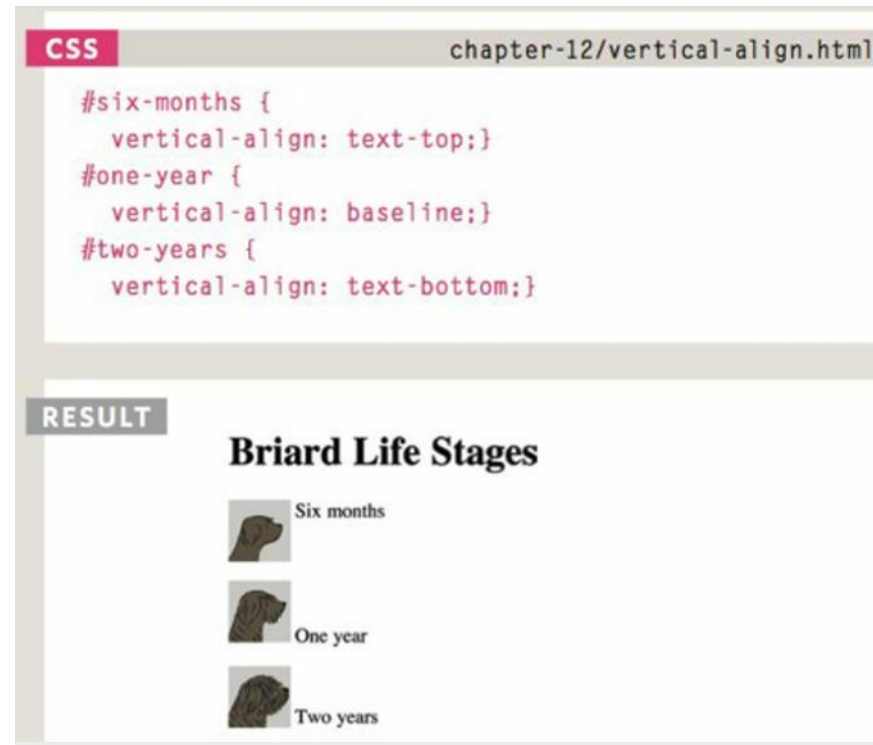 CSS chapter-12/vertical-align.html
#six-months {
vertical-align: text-top;}
#one-year {
vertical-align: baseline;}
#two-years {
vertical-align: text-bottom;}
RESULT
Briard Life Stages
Six months
One year
Two years